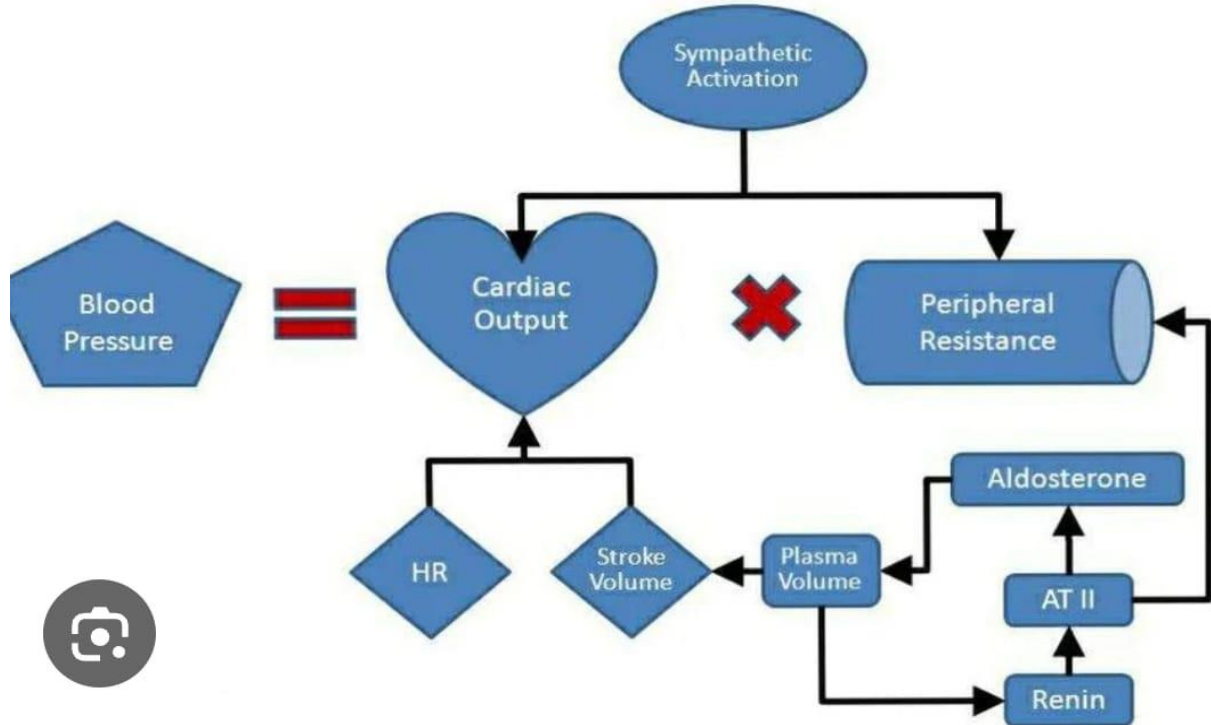 Sympathetic
Activation
Blood
Pressure
Cardiac
Output
Peripheral
Resistance
Aldosterone
HR
Stroke
Volume
Plasma
Volume
AT II
Renin